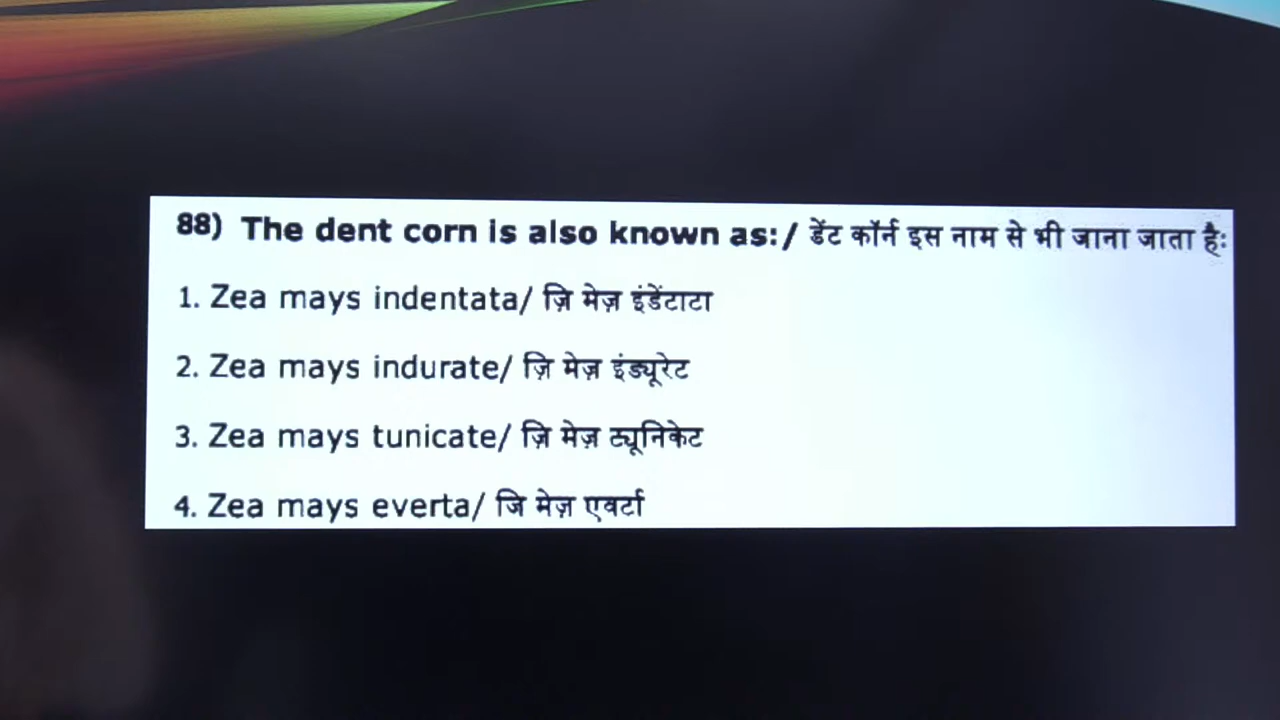 88) The dent corn is also known as:/ डेंट कॉर्न इस नाम से भी जाना जाता है:
1. Zea mays indentata/ ज़ि मेज़ इंडेंटाटा
2. Zea mays indurate/ ज़ि मेज़ इंड्यूरेट
3. Zea mays tunicate/ ज़ि मेज़ ट्यूनिकेट
4. Zea mays everta/ जि मेज़ एवर्टा